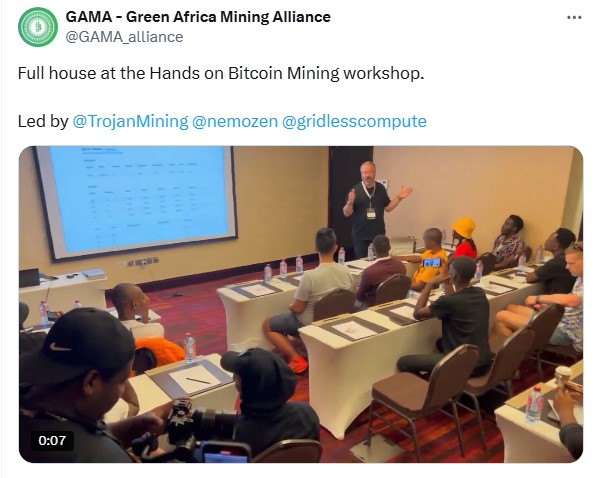 GAMA - Green Africa Mining Alliance
@GAMA_alliance
Full house at the Hands on Bitcoin Mining workshop.
Led by @TrojanMining @nemozen @gridlesscompute
0:07